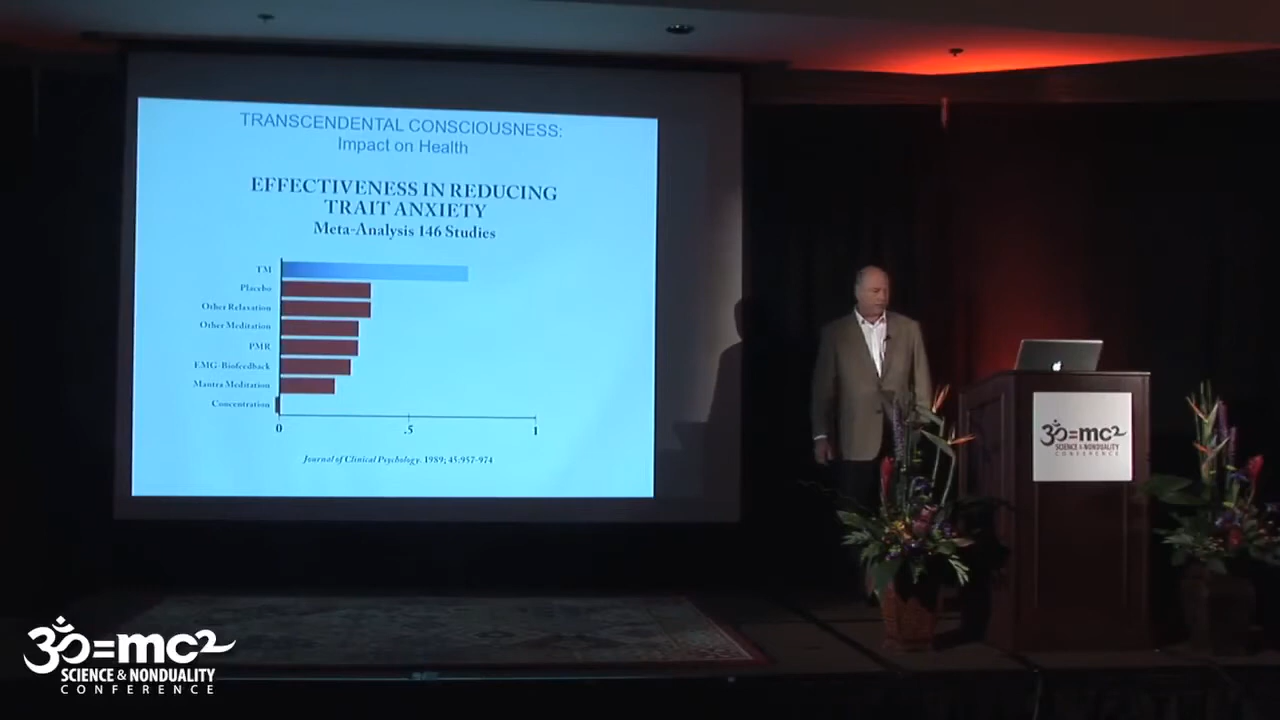 TRANSCENDENTAL CONSCIOUSNESS:
Impact on Health
EFFECTIVENESS IN REDUCING
TRAIT ANXIETY
Meta-Analysis 146 Studies
TM
Placebo
Other Relaxation
Other Meditation
PMR
EMG-Biofeedback
Mantra Meditation
Concentration
0 .5 1
Journal of Clinical Psychology. 1989; 45:957-974
ॐ=mc2
SCIENCE & NONDUALITY
CONFERENCE
ॐ=mc2
SCIENCE & NONDUALITY
CONFERENCE